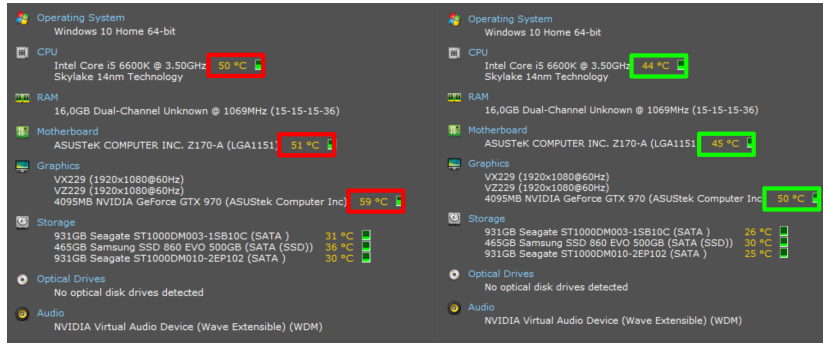 Operating System
Windows 10 Home 64-bit
CPU
Intel Core i5 6600K @ 3.50GHz 50 °C
Skylake 14nm Technology
RAM
16,0GB Dual-Channel Unknown @ 1069MHz (15-15-15-36)
Motherboard
ASUSTeK COMPUTER INC. Z170-A (LGA1151) 51 °C
Graphics
VX229 (1920x1080@60Hz)
VZ229 (1920x1080@60Hz)
4095MB NVIDIA GeForce GTX 970 (ASUStek Computer Inc) 59 °C
Storage
931GB Seagate ST1000DM003-1SB10C (SATA ) 31 °C
465GB Samsung SSD 860 EVO 500GB (SATA (SSD)) 36 °C
931GB Seagate ST1000DM010-2EP102 (SATA ) 30 °C
Optical Drives
No optical disk drives detected
Audio
NVIDIA Virtual Audio Device (Wave Extensible) (WDM)
Operating System
Windows 10 Home 64-bit
CPU
Intel Core i5 6600K @ 3.50GHz 44 °C
Skylake 14nm Technology
RAM
16,0GB Dual-Channel Unknown @ 1069MHz (15-15-15-36)
Motherboard
ASUSTeK COMPUTER INC. Z170-A (LGA1151 45 °C
Graphics
VX229 (1920x1080@60Hz)
VZ229 (1920x1080@60Hz)
4095MB NVIDIA GeForce GTX 970 (ASUStek Computer Inc 50 °C
Storage
931GB Seagate ST1000DM003-1SB10C (SATA ) 26 °C
465GB Samsung SSD 860 EVO 500GB (SATA (SSD)) 30 °C
931GB Seagate ST1000DM010-2EP102 (SATA ) 25 °C
Optical Drives
No optical disk drives detected
Audio
NVIDIA Virtual Audio Device (Wave Extensible) (WDM)